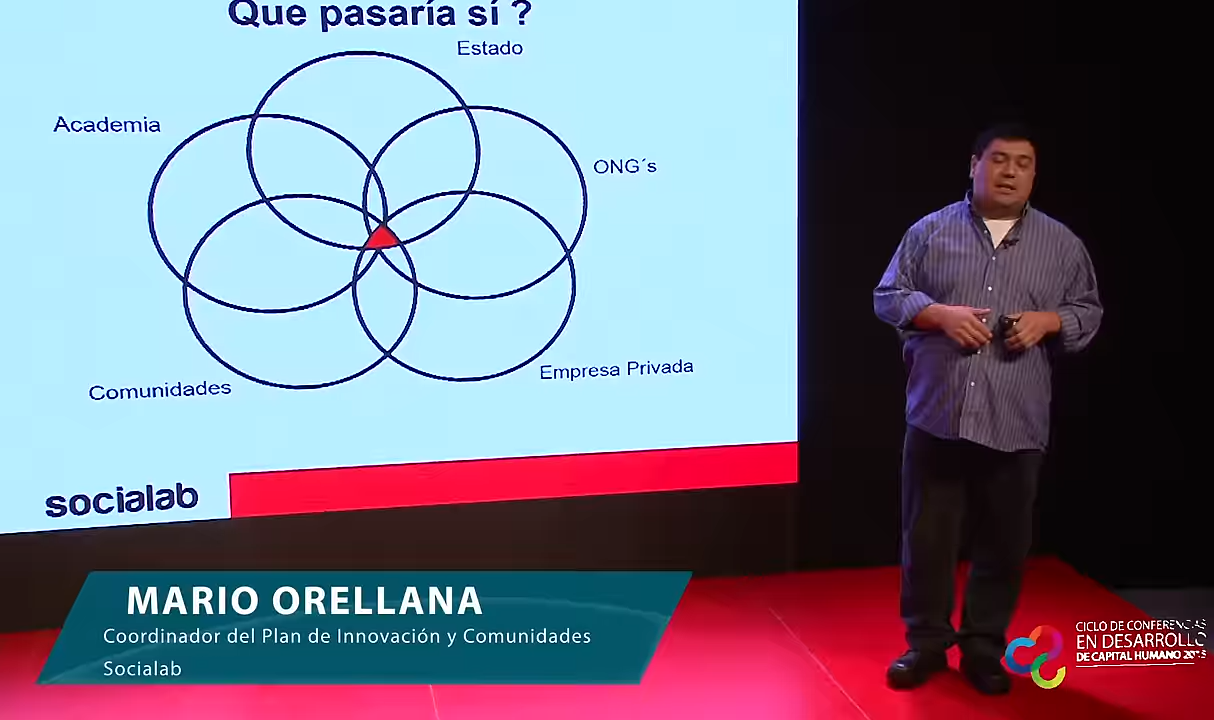 Que pasaría sí ?
Estado
Academia
ONG´s
Empresa Privada
Comunidades
socialab
MARIO ORELLANA
Coordinador del Plan de Innovación y Comunidades
Socialab
CICLO DE CONFERENCIAS
EN DESARROLLO
DE CAPITAL HUMANO